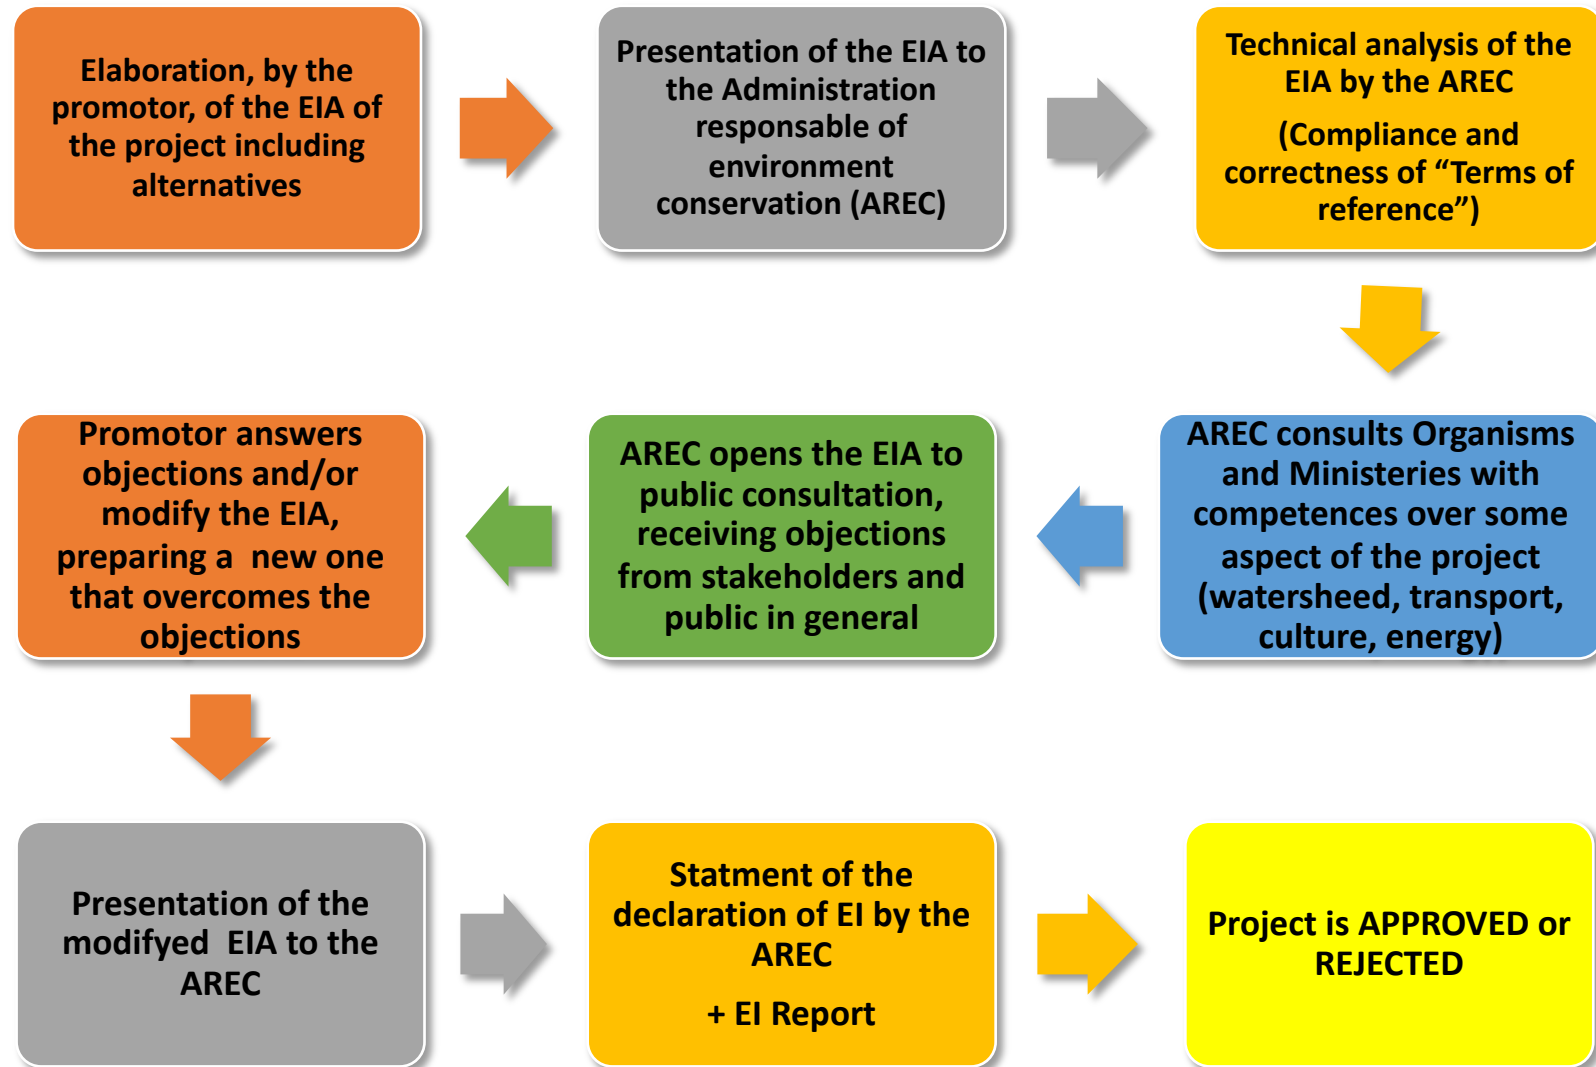 Elaboration, by the
promotor, of the EIA of
the project including
alternatives
Presentation of the EIA to
the Administration
responsable of
environment
conservation (AREC)
Technical analysis of the
EIA by the AREC
(Compliance and
correctness of “Terms of
reference”)
AREC consults Organisms
and Ministeries with
competences over some
aspect of the project
(watersheed, transport,
culture, energy)
AREC opens the EIA to
public consultation,
receiving objections
from stakeholders and
public in general
Promotor answers
objections and/or
modify the EIA,
preparing a new one
that overcomes the
objections
Presentation of the
modifyed EIA to the
AREC
Statment of the
declaration of EI by the
AREC
+ EI Report
Project is APPROVED or
REJECTED